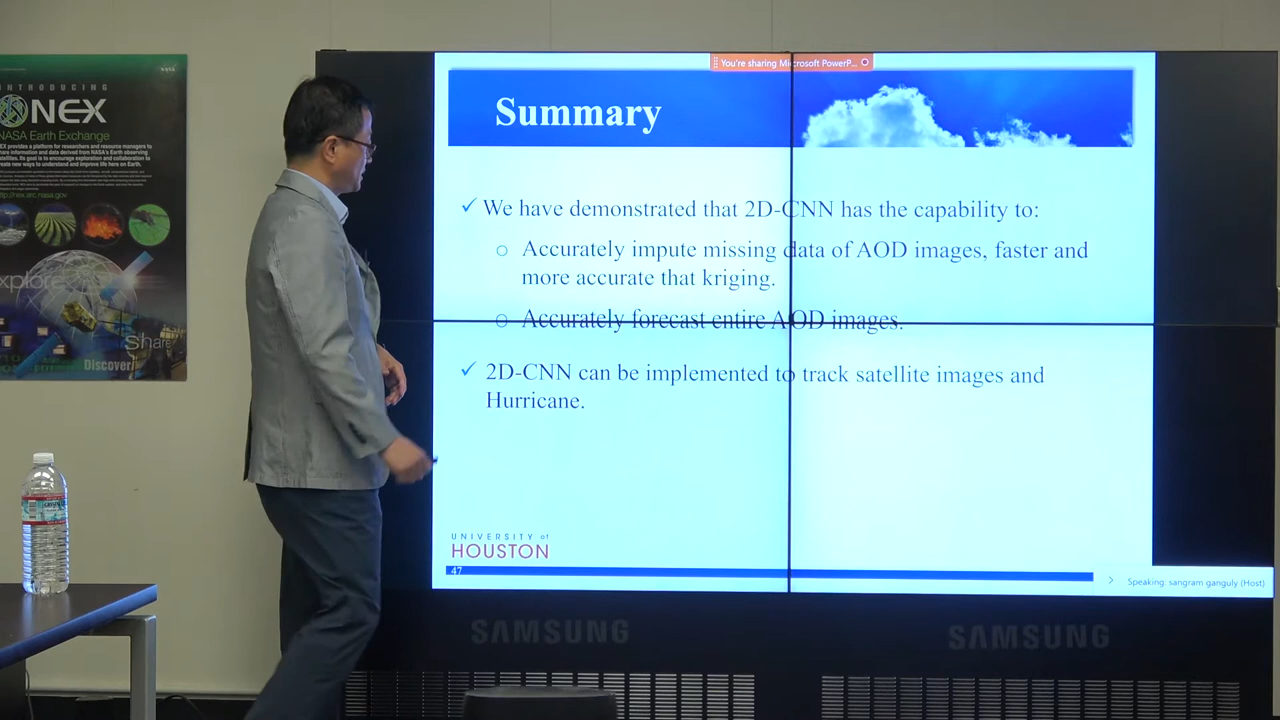 INTRODUCING
NEX
NASA Earth Exchange
explore
Share
Discover
You're sharing Microsoft PowerP...
Summary
✓ We have demonstrated that 2D-CNN has the capability to:
o Accurately impute missing data of AOD images, faster and
more accurate that kriging.
o Accurately forecast entire AOD images.
✓ 2D-CNN can be implemented to track satellite images and
Hurricane.
UNIVERSITY of
HOUSTON
47
Speaking: sangram ganguly (Host)
SAMSUNG
SAMSUNG